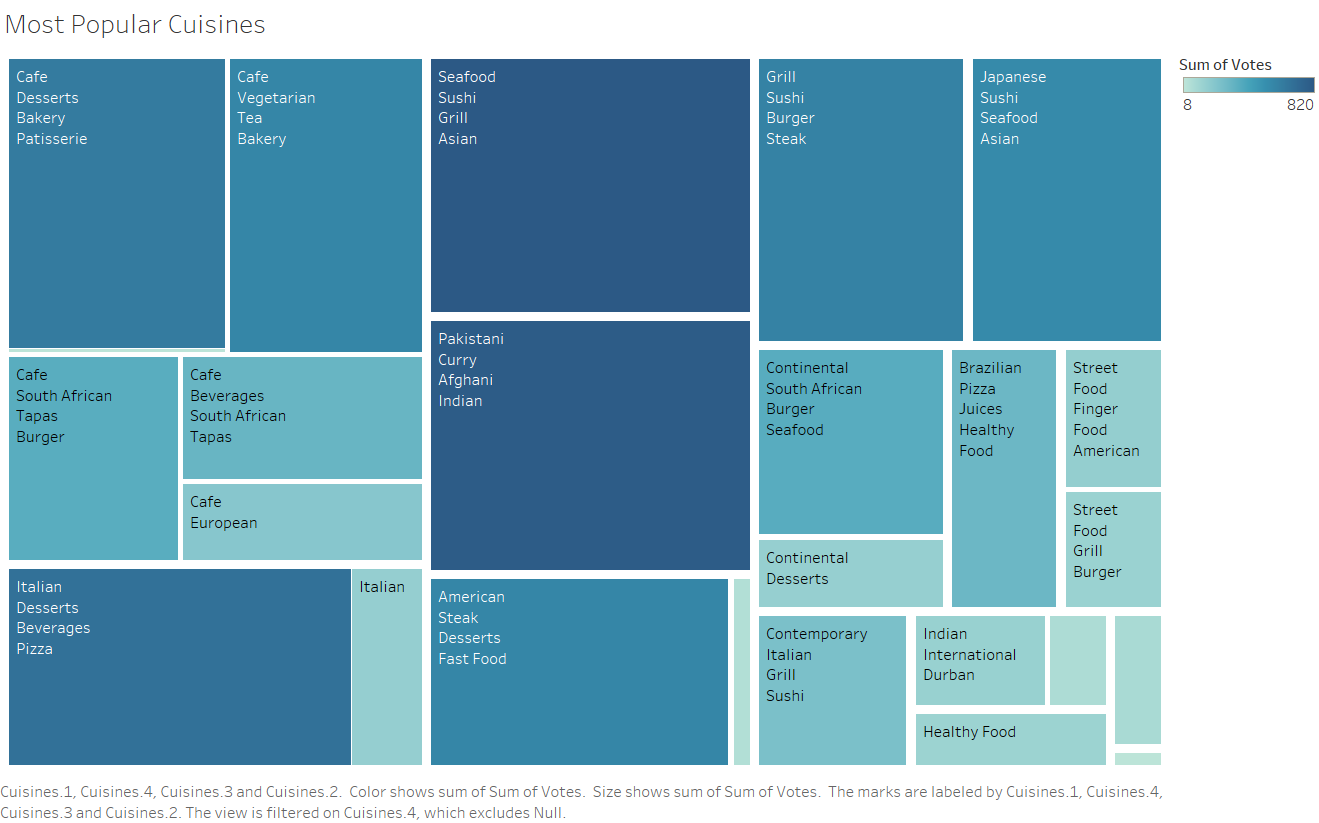 Most Popular Cuisines
Cafe
Desserts
Bakery
Patisserie
Cafe
Vegetarian
Tea
Bakery
Seafood
Sushi
Grill
Asian
Grill
Sushi
Burger
Steak
Japanese
Sushi
Seafood
Asian
Sum of Votes
8
820
Pakistani
Curry
Afghani
Indian
Cafe
South African
Tapas
Burger
Cafe
Beverages
South African
Tapas
Cafe
European
Continental
South African
Burger
Seafood
Brazilian
Pizza
Juices
Healthy
Food
Street
Food
Finger
Food
American
Street
Food
Grill
Burger
Continental
Desserts
Italian
Desserts
Beverages
Pizza
Italian
American
Steak
Desserts
Fast Food
Contemporary
Italian
Grill
Sushi
Indian
International
Durban
Healthy Food
Cuisines.1, Cuisines.4, Cuisines.3 and Cuisines.2.  Color shows sum of Sum of Votes.  Size shows sum of Sum of Votes.  The marks are labeled by Cuisines.1, Cuisines.4,
Cuisines.3 and Cuisines.2. The view is filtered on Cuisines.4, which excludes Null.